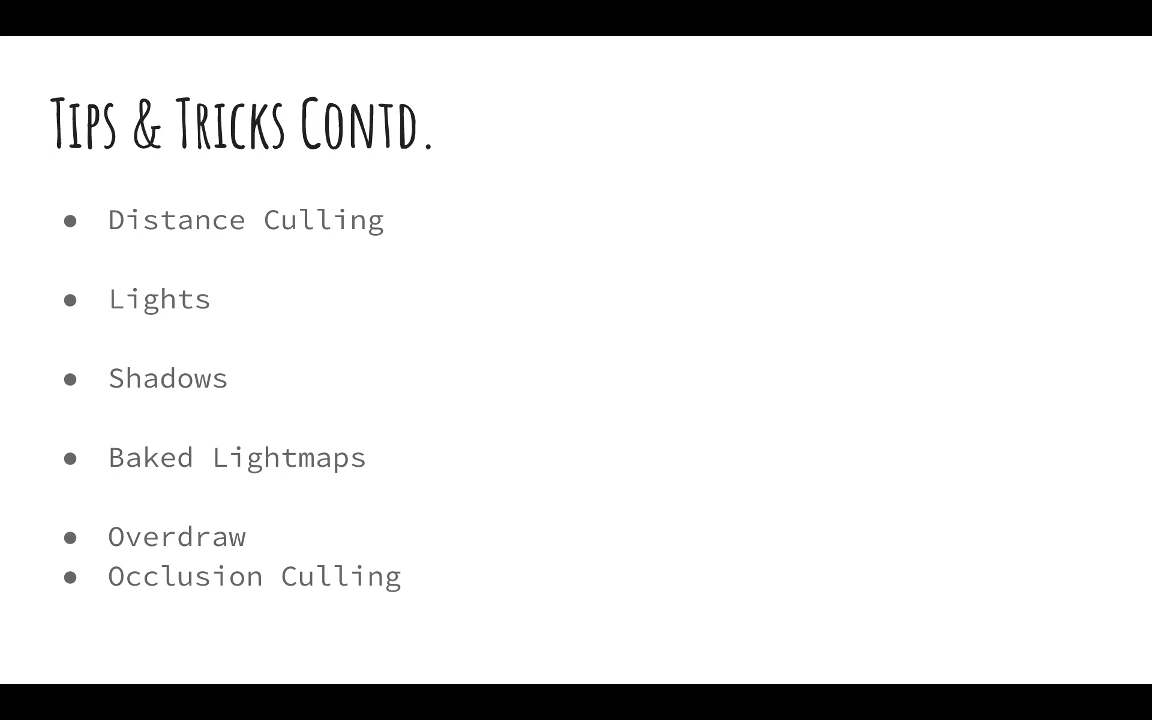 Tips & Tricks Contd.
● Distance Culling
● Lights
● Shadows
● Baked Lightmaps
● Overdraw
● Occlusion Culling